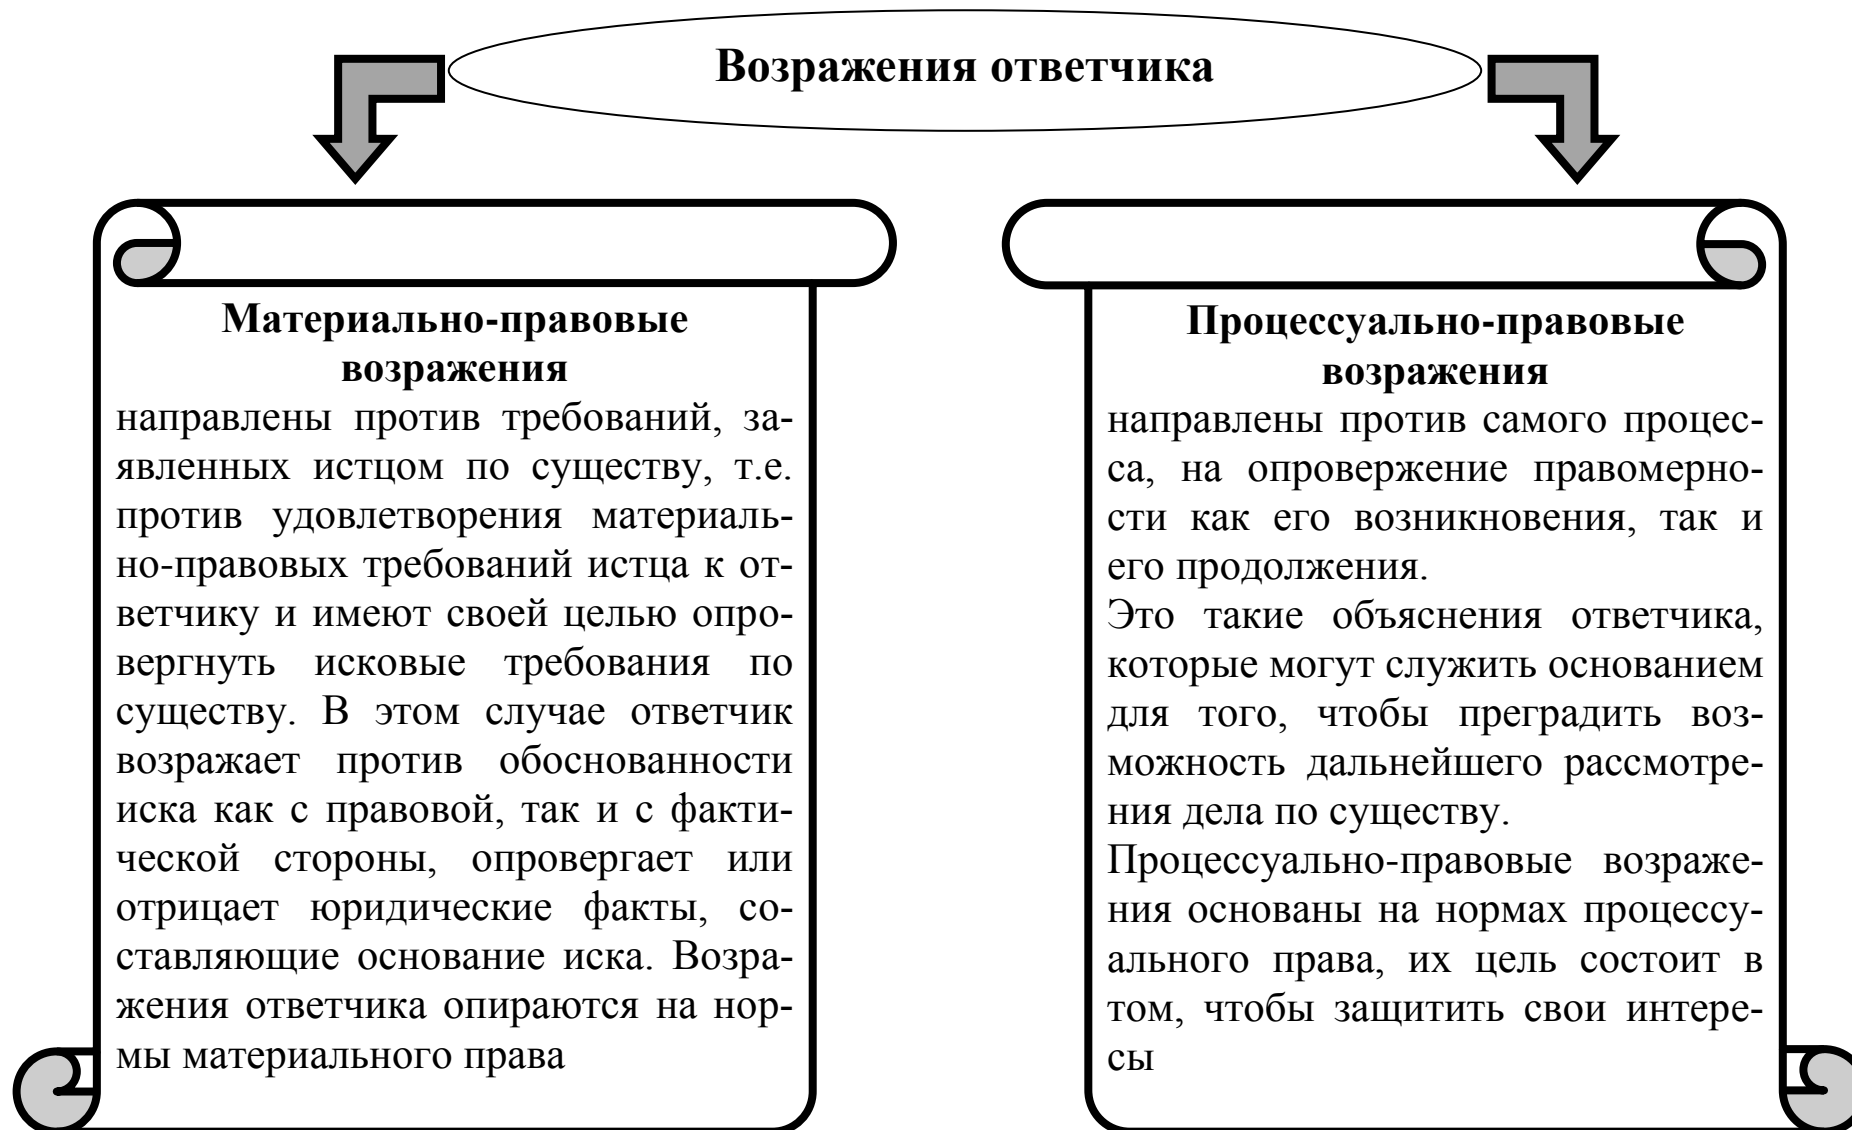 Возражения ответчика
Материально-правовые
возражения
направлены против требований, за-
явленных истцом по существу, т.е.
против удовлетворения материаль-
но-правовых требований истца к от-
ветчику и имеют своей целью опро-
вергнуть исковые требования по
существу. В этом случае ответчик
возражает против обоснованности
иска как с правовой, так и с факти-
ческой стороны, опровергает или
отрицает юридические факты, со-
ставляющие основание иска. Возра-
жения ответчика опираются на нор-
мы материального права
Процессуально-правовые
возражения
направлены против самого процес-
са, на опровержение правомерно-
сти как его возникновения, так и
его продолжения.
Это такие объяснения ответчика,
которые могут служить основанием
для того, чтобы преградить воз-
можность дальнейшего рассмотре-
ния дела по существу.
Процессуально-правовые возраже-
ния основаны на нормах процессу-
ального права, их цель состоит в
том, чтобы защитить свои интере-
сы